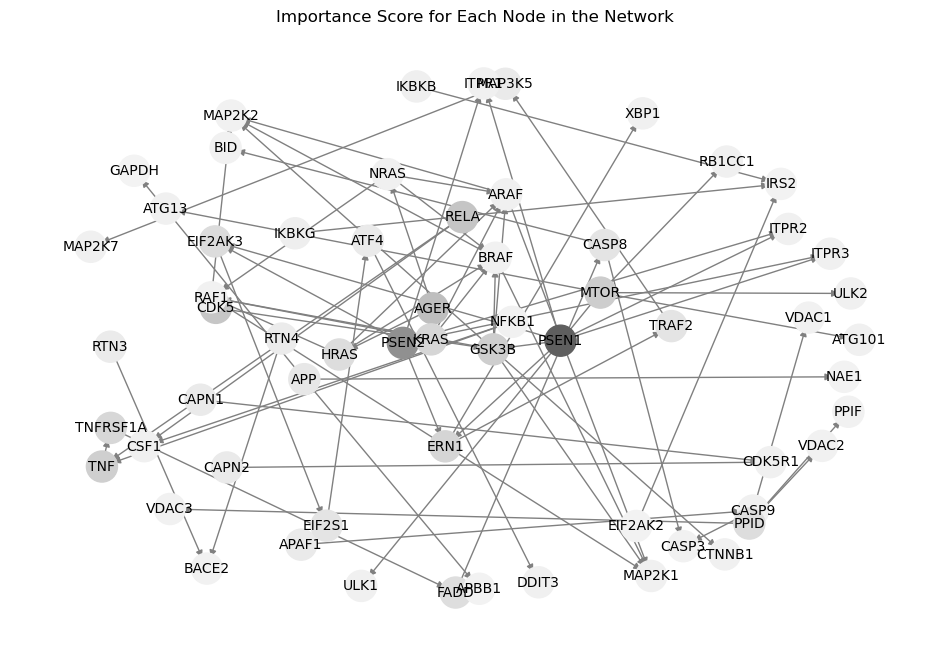 Importance Score for Each Node in the Network
ITPR1
MAP3K5
IKBKB
XBP1
MAP2K2
BID
RB1CC1
GAPDH
NRAS
IRS2
ARAF
ATG13
RELA
ITPR2
IKBKG
EIF2AK3
ATF4
CASP8
MAP2K7
ITPR3
BRAF
MTOR
ULK2
RAF1
CDK5
AGER
VDAC1
NFKB1
TRAF2
RTN4
KRAS
PSEN2
PSEN1
ATG101
RTN3
GSK3B
HRAS
APP
NAE1
CAPN1
PPIF
TNFRSF1A
CSF1
ERN1
VDAC2
TNF
CAPN2
CDK5R1
VDAC3
CASP9
PPID
EIF2S1
EIF2AK2
APAF1
CASP3
CTNNB1
BACE2
MAP2K1
ULK1
DDIT3
FADD
APBB1